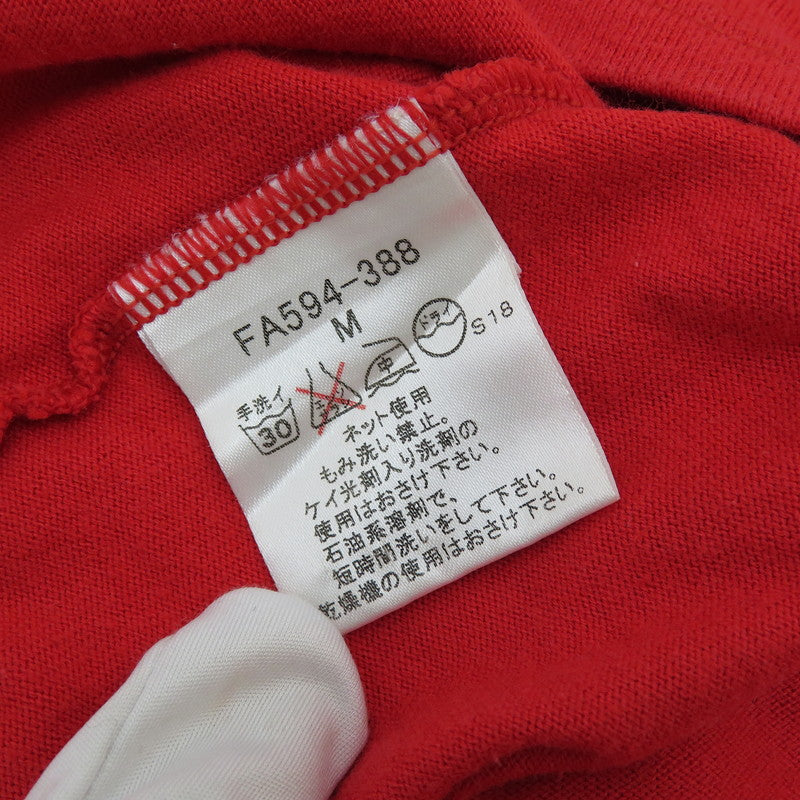 FA594-388
M
手洗イ 30 エンソ 中 ドライ S18
ネット使用
もみ洗い禁止。
ケイ光剤入り洗剤の
使用はおさけ下さい。
石油系溶剤で、
短時間洗いをして下さい。
乾燥機の使用はおさけ下さい。